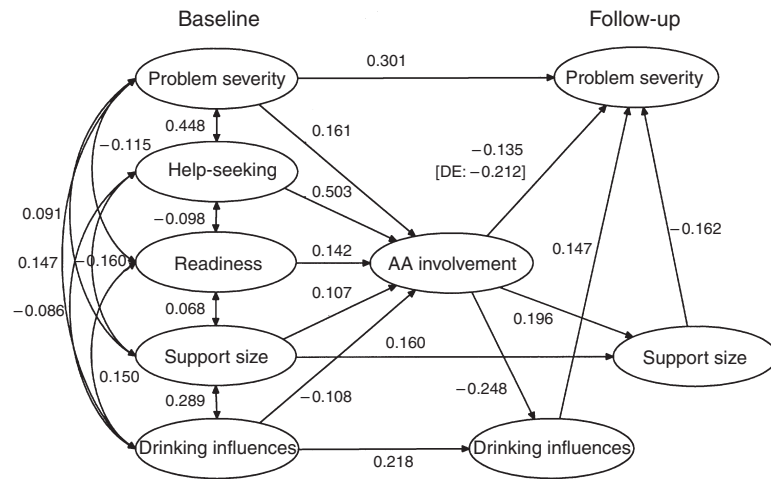 Baseline
Follow-up
Problem severity
0.301
Problem severity
0.448
0.161
−0.115
−0.135
[DE: −0.212]
Help-seeking
0.503
0.091
−0.098
0.147
−0.162
0.147
−0.160
Readiness
0.142
AA involvement
−0.086
0.068
0.107
0.196
Support size
0.160
Support size
0.150
0.289
−0.108
−0.248
Drinking influences
0.218
Drinking influences